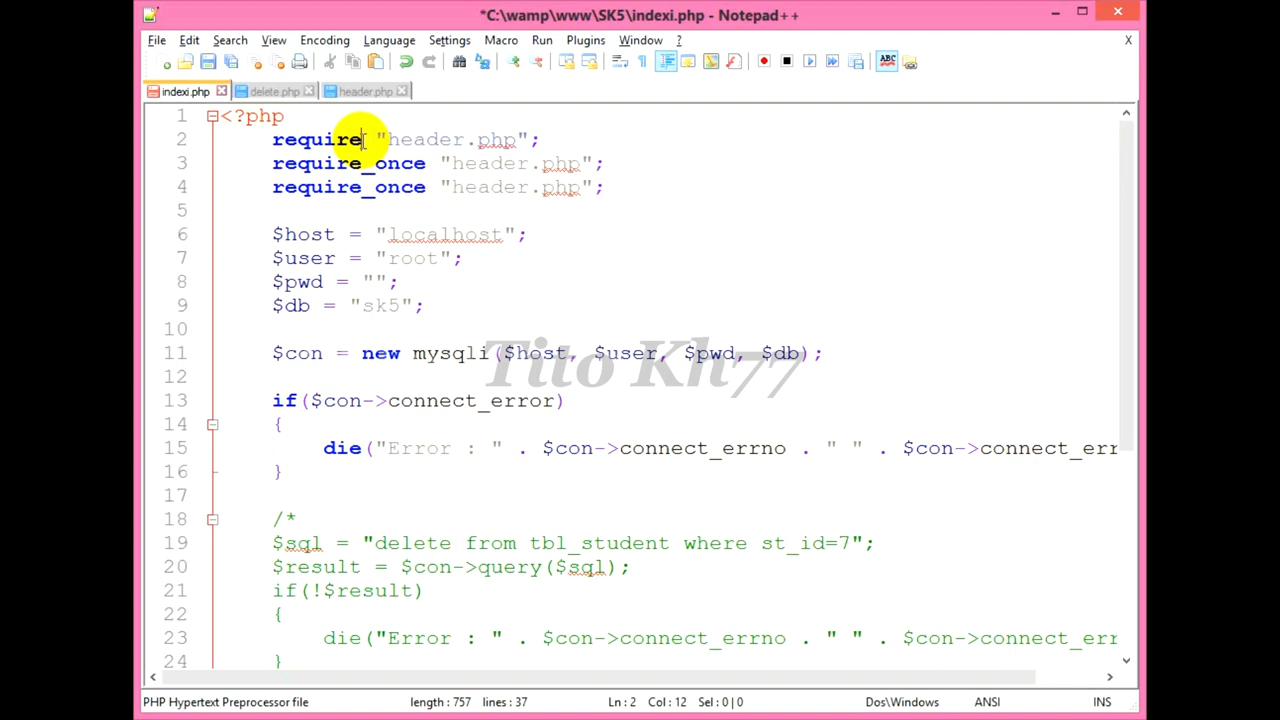 *C:\wamp\www\SK5\indexi.php - Notepad++
File Edit Search View Encoding Language Settings Macro Run Plugins Window ? X
ABC
indexi.php delete.php header.php
1 <?php
2 require "header.php";
3 require_once "header.php";
4 require_once "header.php";
5
6 $host = "localhost";
7 $user = "root";
8 $pwd = "";
9 $db = "sk5";
10
11 $con = new mysqli($host, $user, $pwd, $db);
12
13 if($con->connect_error)
14 {
15 die("Error : " . $con->connect_errno . " " . $con->connect_err
16 }
17
18 /*
19 $sql = "delete from tbl_student where st_id=7";
20 $result = $con->query($sql);
21 if(!$result)
22 {
23 die("Error : " . $con->connect_errno . " " . $con->connect_err
24 }
Tito Kh77
PHP Hypertext Preprocessor file length : 757 lines : 37 Ln : 2 Col : 12 Sel : 0 | 0 Dos\Windows ANSI INS